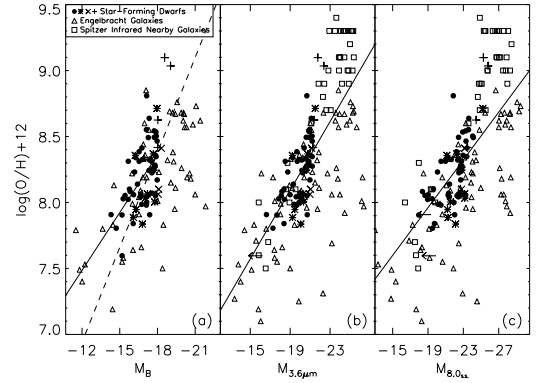 ● ✱ × + Star-Forming Dwarfs
△ Engelbracht Galaxies
□ Spitzer Infrared Nearby Galaxies
9.5
9.0
8.5
8.0
7.5
7.0
log(O/H)+12
(a)
(b)
(c)
-12 -15 -18 -21
-15 -19 -23 -27
-15 -19 -23 -27
M_B
M_3.6μm
M_8.0